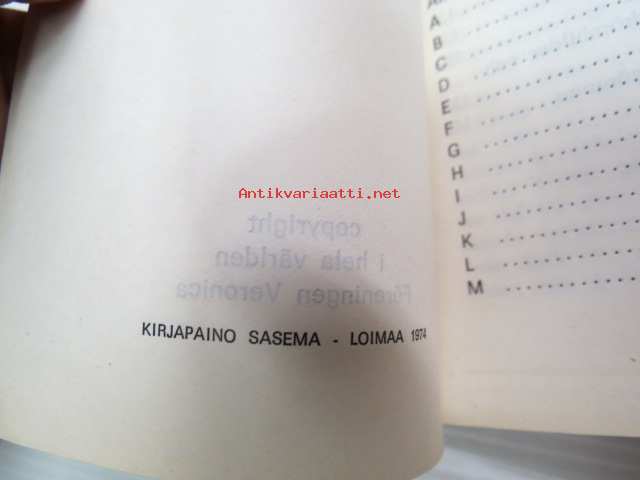 Antikvariaatti.net
copyright
i hela världen
Föreningen Veronica
KIRJAPAINO SASEMA - LOIMAA 1974
A
A
B
C
D
E
F
G
H
I
J
K
L
M